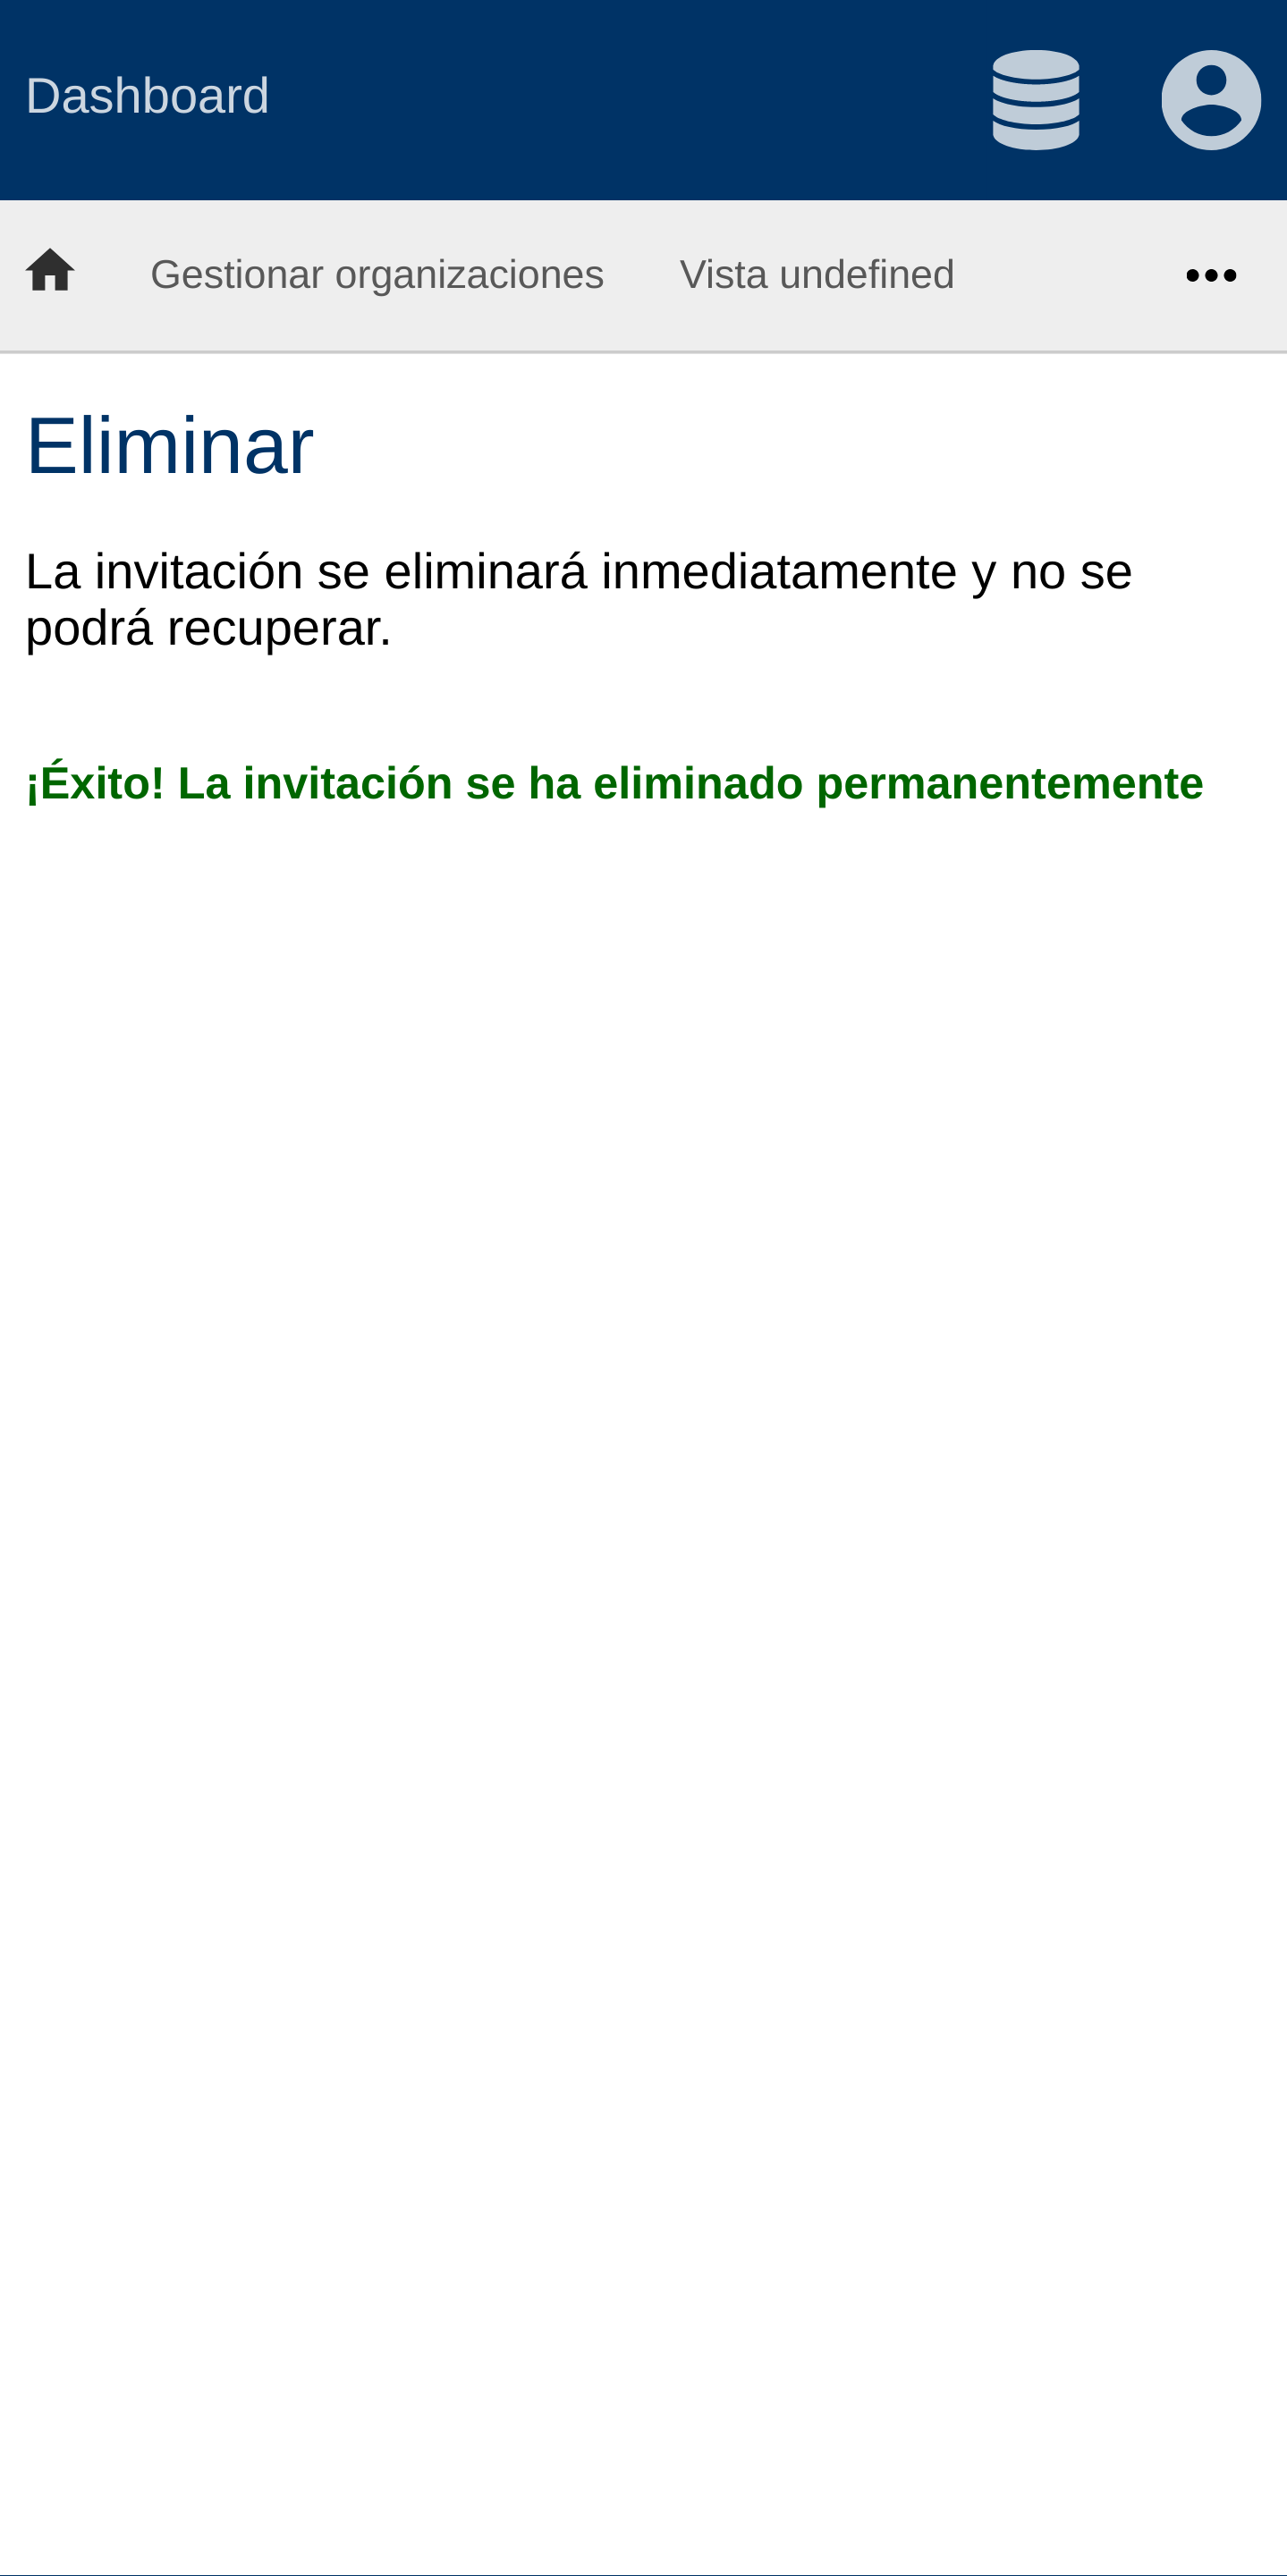 Dashboard
Gestionar organizaciones Vista undefined
Eliminar
La invitación se eliminará inmediatamente y no se
podrá recuperar.
¡Éxito! La invitación se ha eliminado permanentemente